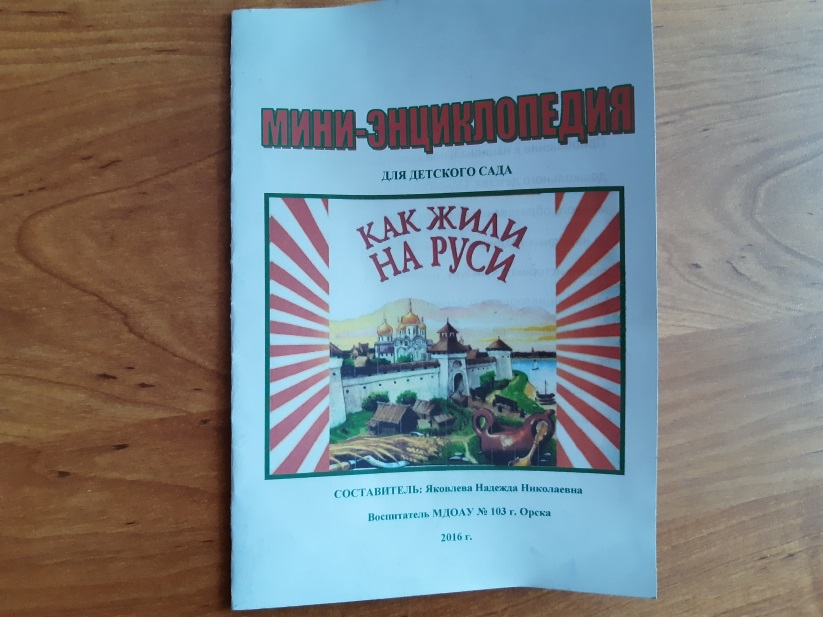 МИНИ-ЭНЦИКЛОПЕДИЯ
ДЛЯ ДЕТСКОГО САДА
КАК ЖИЛИ
НА РУСИ
СОСТАВИТЕЛЬ: Яковлева Надежда Николаевна
Воспитатель МДОАУ № 103 г. Орска
2016 г.